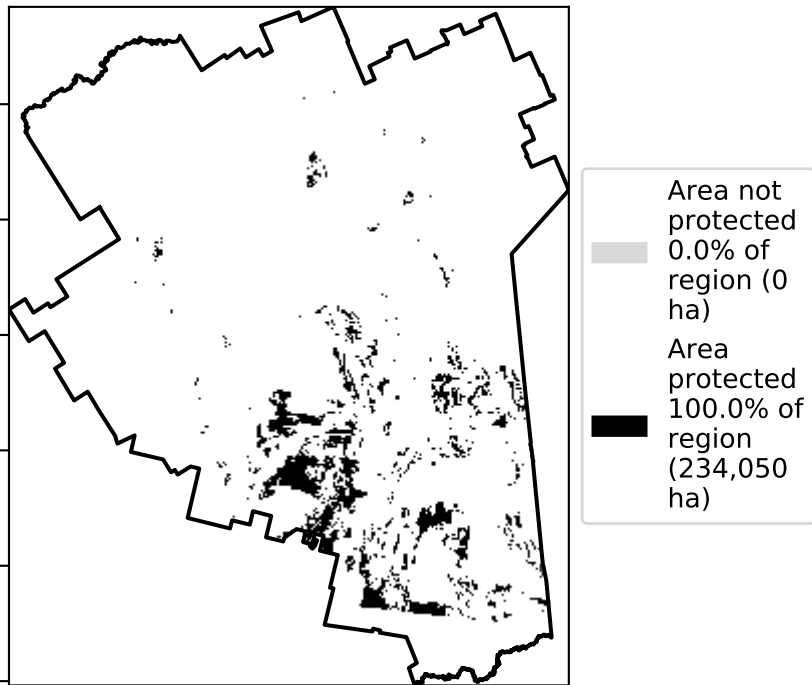 Area not
protected
0.0% of
region (0
ha)
Area
protected
100.0% of
region
(234,050
ha)